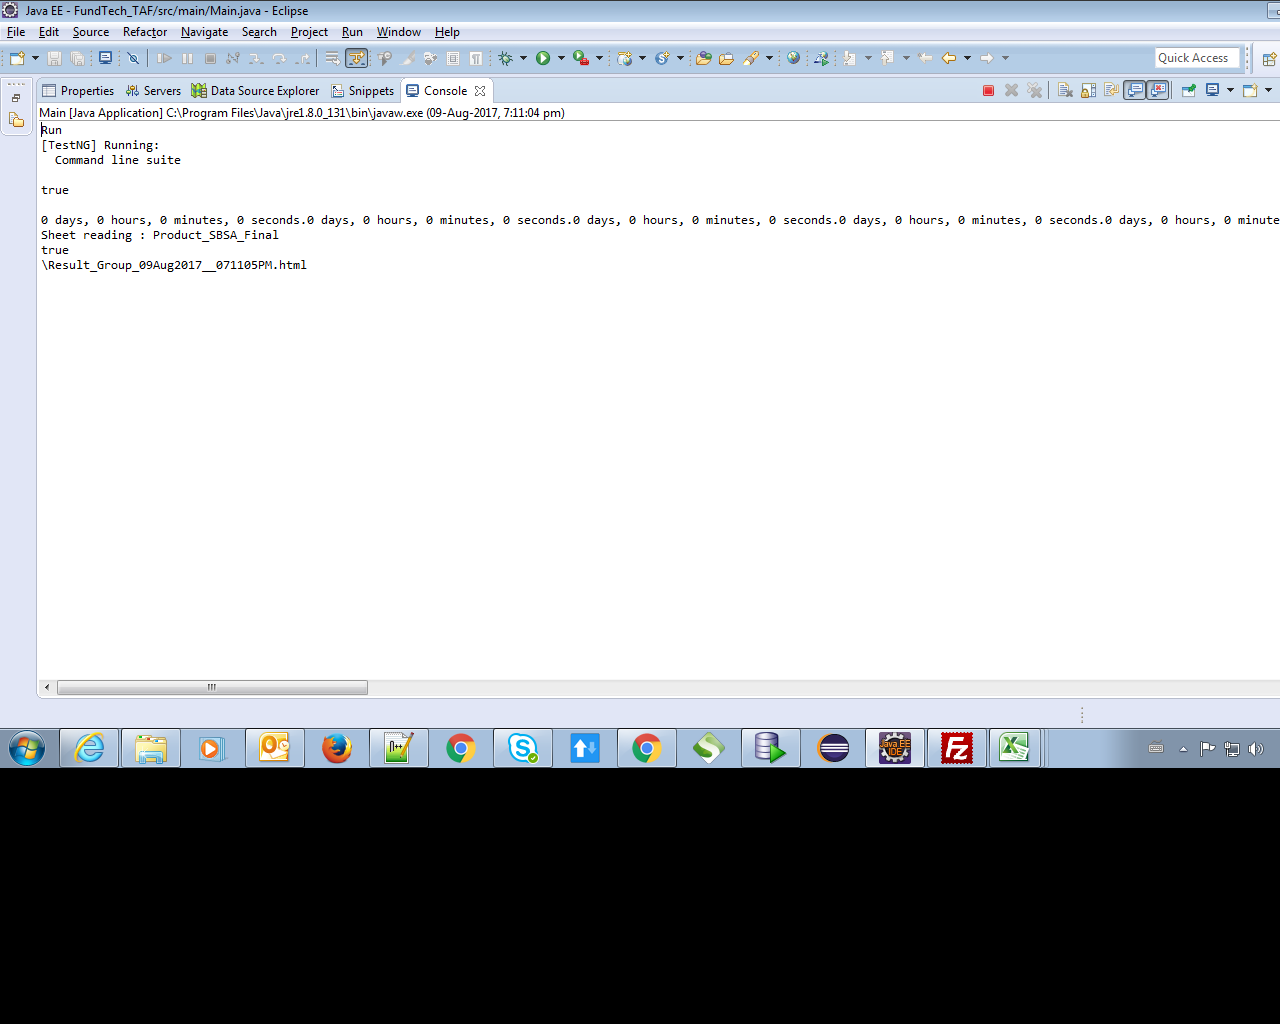 Java EE - FundTech_TAF/src/main/Main.java - Eclipse
File Edit Source Refactor Navigate Search Project Run Window Help
Quick Access
Properties Servers Data Source Explorer Snippets Console
Main [Java Application] C:\Program Files\Java\jre1.8.0_131\bin\javaw.exe (09-Aug-2017, 7:11:04 pm)
Run
[TestNG] Running:
Command line suite
true
0 days, 0 hours, 0 minutes, 0 seconds.0 days, 0 hours, 0 minutes, 0 seconds.0 days, 0 hours, 0 minutes, 0 seconds.0 days, 0 hours, 0 minutes, 0 seconds.0 days, 0 hours, 0 minute
Sheet reading : Product_SBSA_Final
true
\Result_Group_09Aug2017__071105PM.html
Java EE
IDE